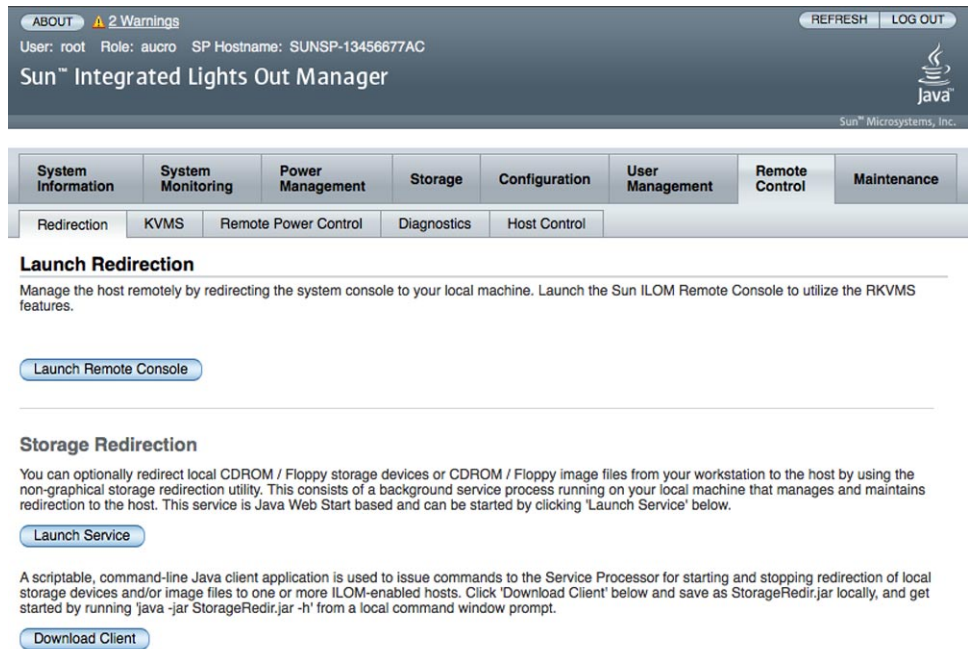 ABOUT 2 Warnings REFRESH LOG OUT
User: root Role: aucro SP Hostname: SUNSP-13456677AC
Sun™ Integrated Lights Out Manager
Java™
Sun™ Microsystems, Inc.
System Information System Monitoring Power Management Storage Configuration User Management Remote Control Maintenance
Redirection KVMS Remote Power Control Diagnostics Host Control
Launch Redirection
Manage the host remotely by redirecting the system console to your local machine. Launch the Sun ILOM Remote Console to utilize the RKVMS
features.
Launch Remote Console
Storage Redirection
You can optionally redirect local CDROM / Floppy storage devices or CDROM / Floppy image files from your workstation to the host by using the
non-graphical storage redirection utility. This consists of a background service process running on your local machine that manages and maintains
redirection to the host. This service is Java Web Start based and can be started by clicking 'Launch Service' below.
Launch Service
A scriptable, command-line Java client application is used to issue commands to the Service Processor for starting and stopping redirection of local
storage devices and/or image files to one or more ILOM-enabled hosts. Click 'Download Client' below and save as StorageRedir.jar locally, and get
started by running 'java -jar StorageRedir.jar -h' from a local command window prompt.
Download Client